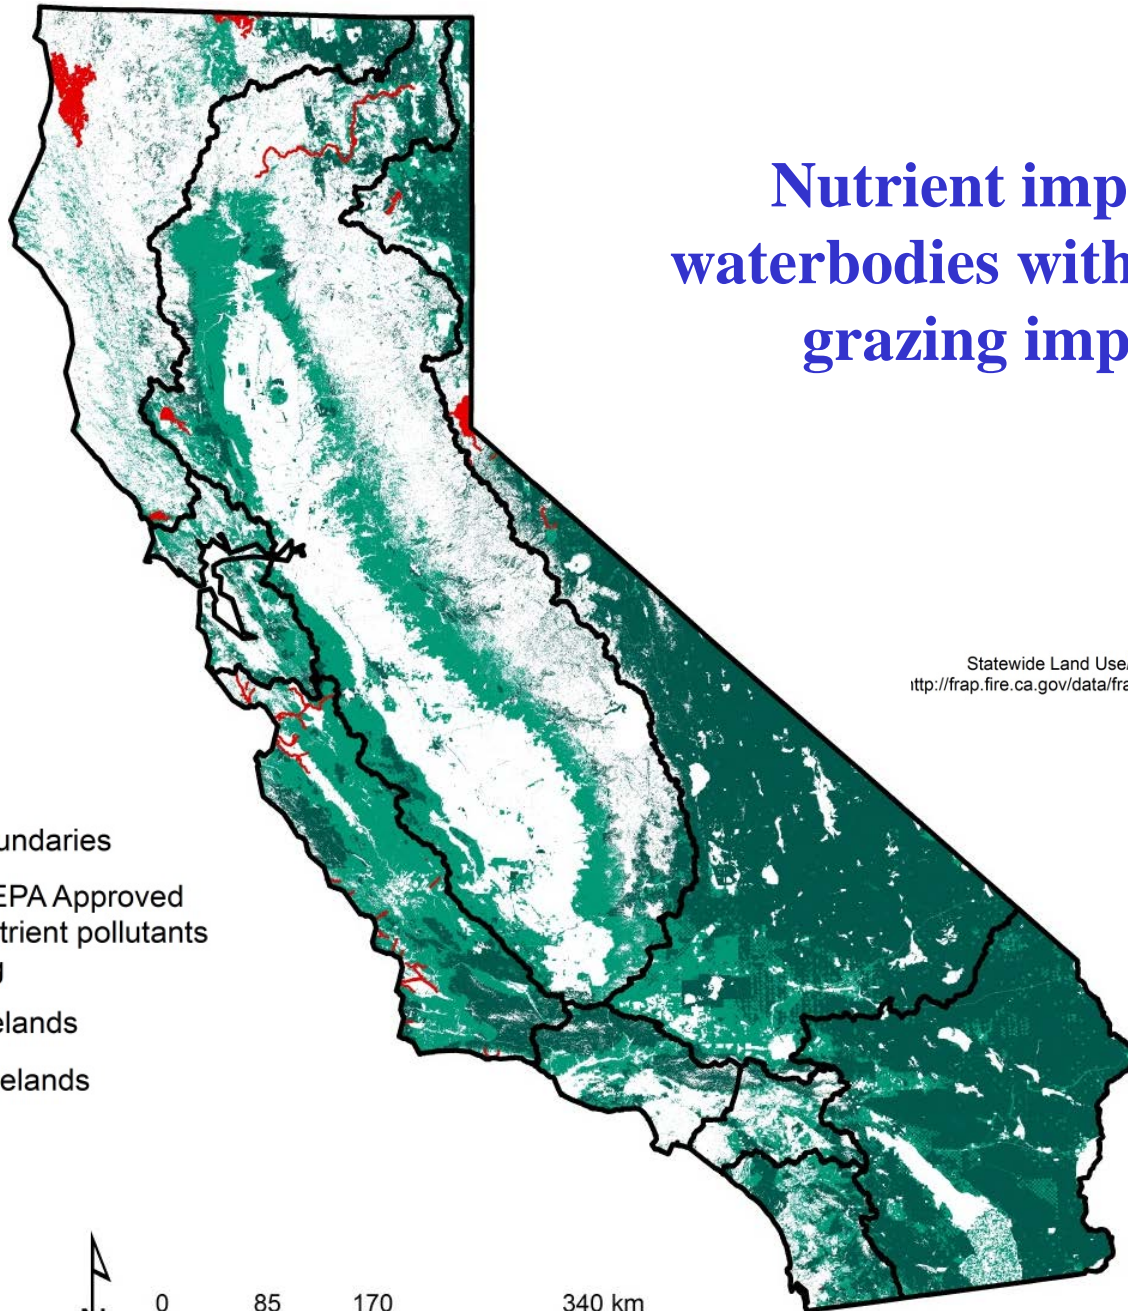 Nutrient imp
waterbodies with
grazing imp
Statewide Land Use/
ttp://frap.fire.ca.gov/data/fra
undaries
EPA Approved
trient pollutants
g
elands
elands
0 85 170 340 km